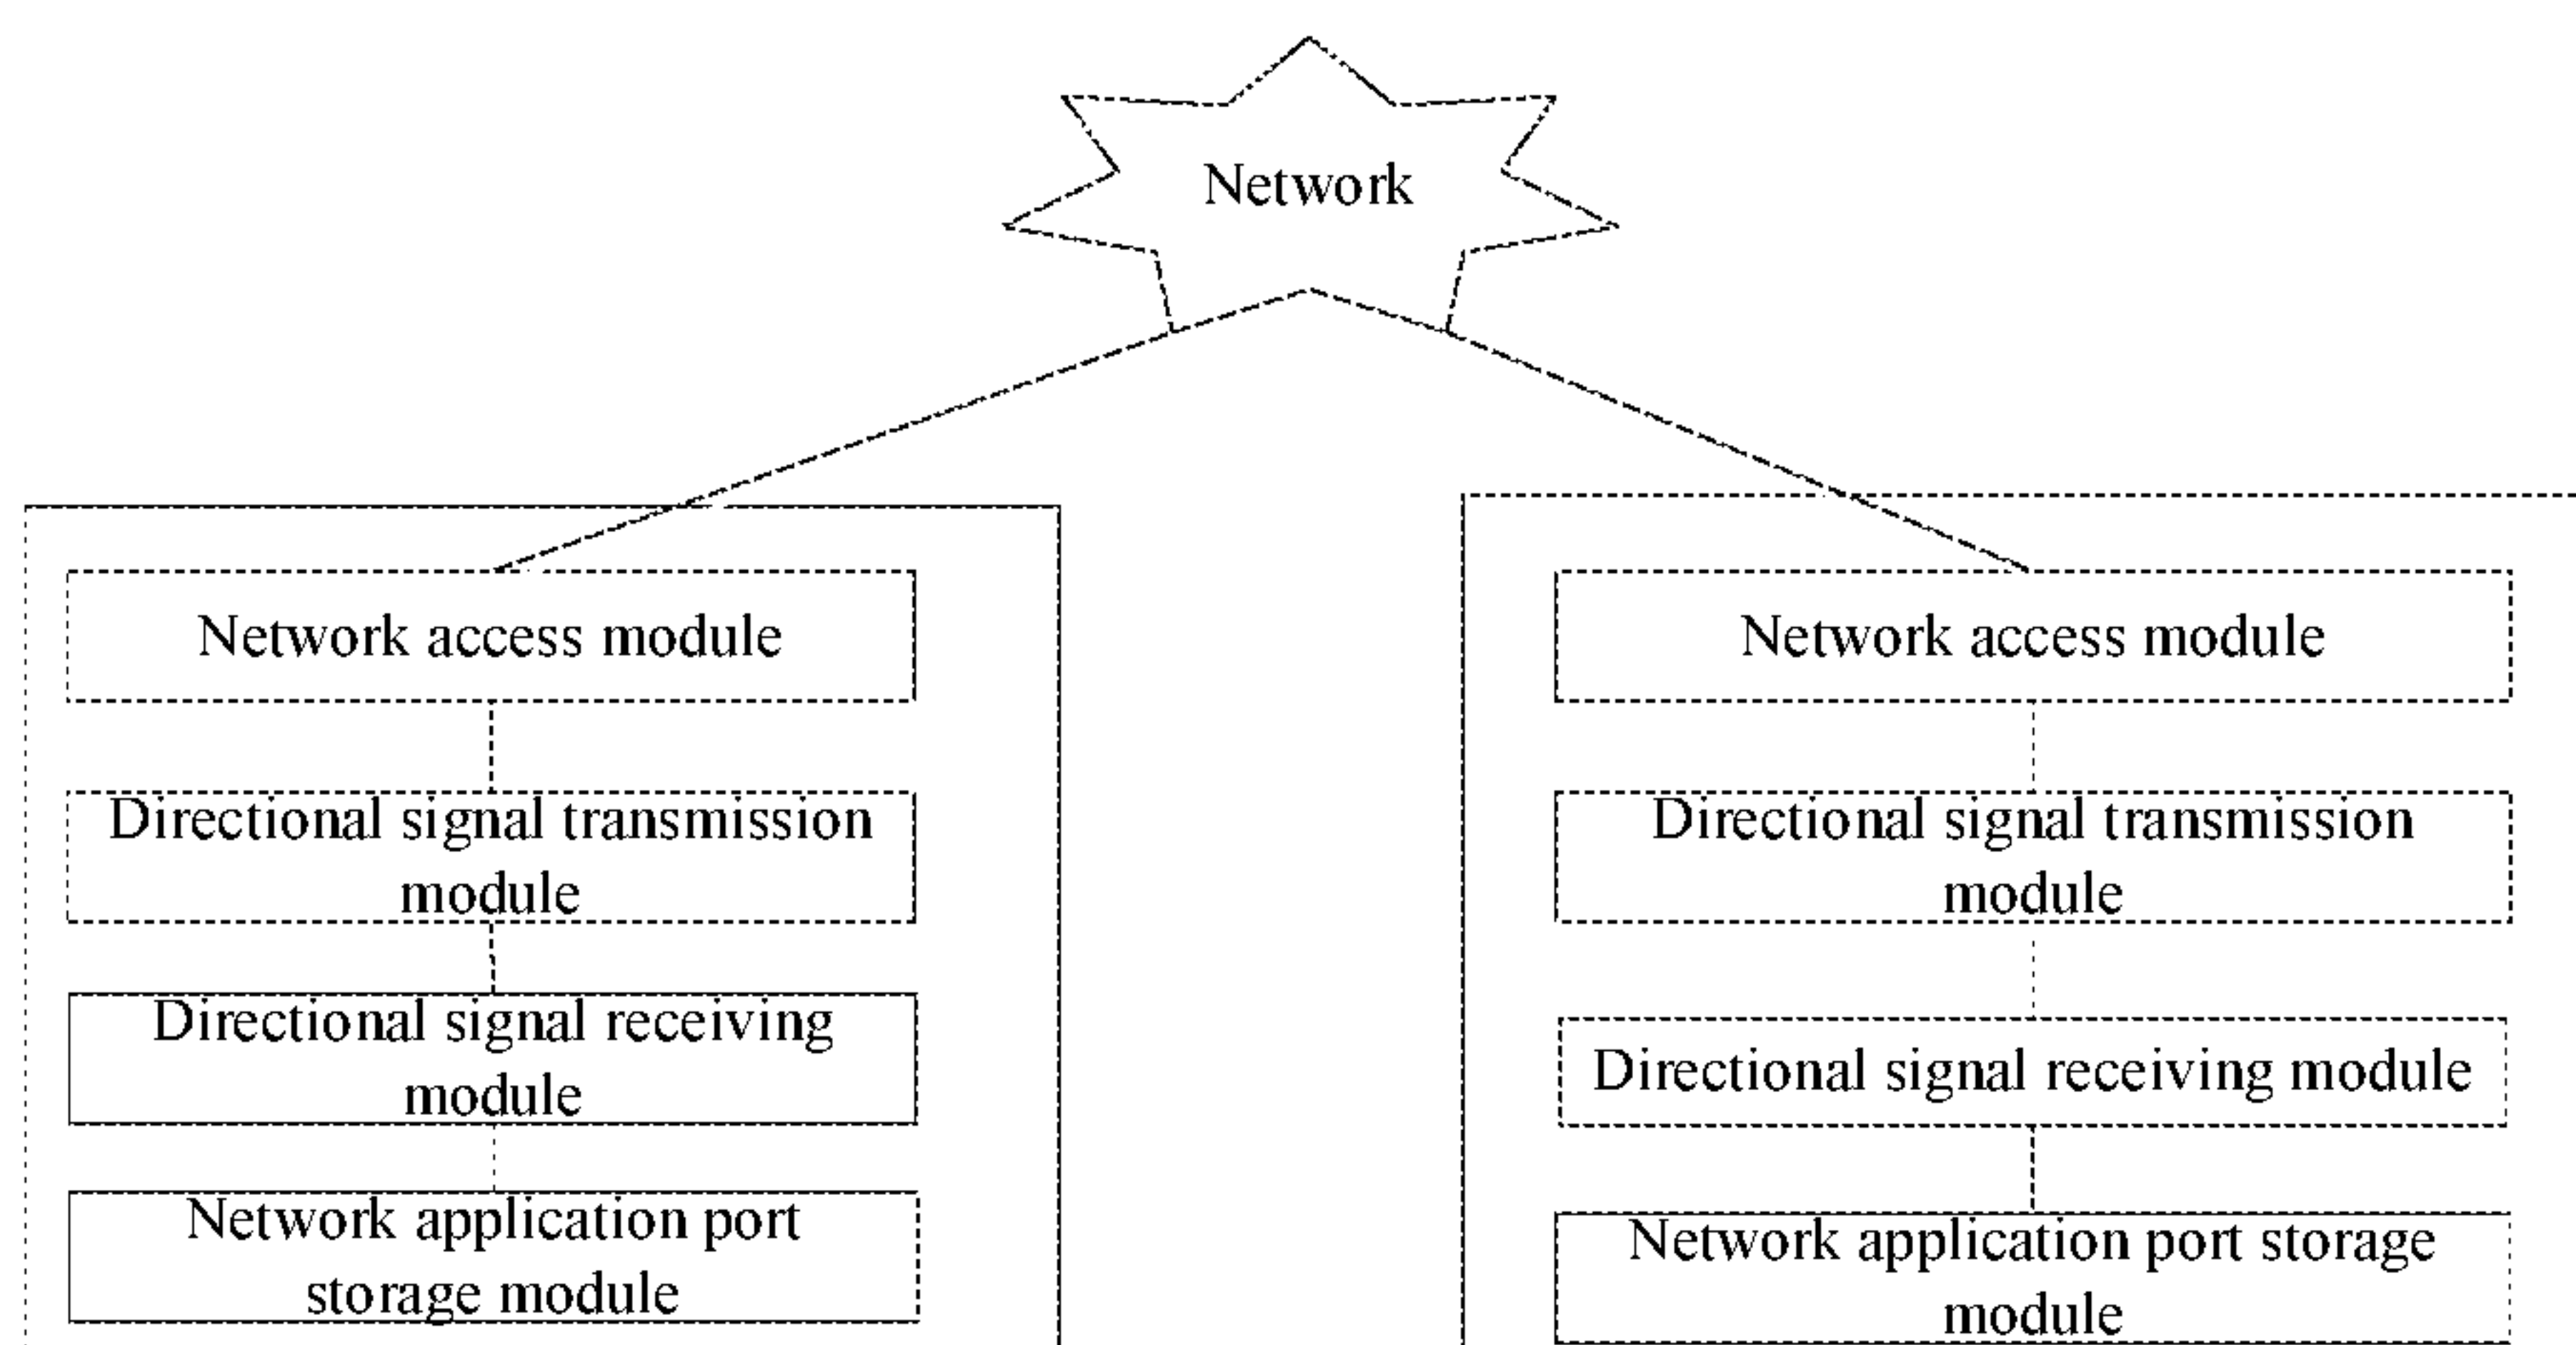 Network
Network access module
Directional signal transmission
module
Directional signal receiving
module
Network application port
storage module
Network access module
Directional signal transmission
module
Directional signal receiving module
Network application port storage
module